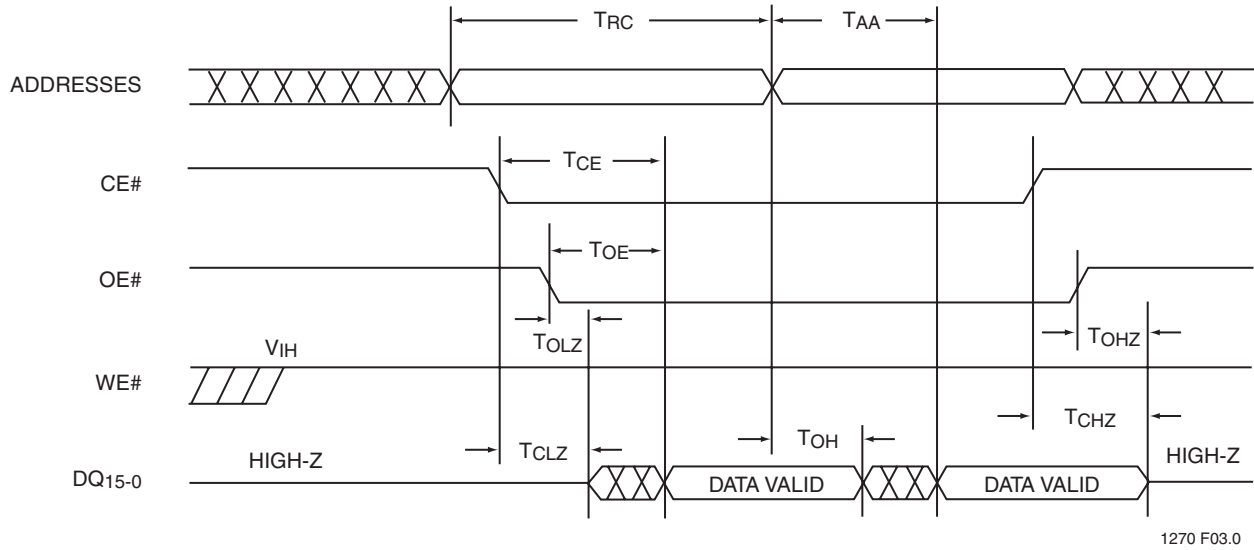 TRC TAA
ADDRESSES
TCE
CE#
TOE
OE#
TOLZ TOHZ
VIH
WE#
TCHZ
TCLZ TOH
HIGH-Z HIGH-Z
DQ15-0 DATA VALID DATA VALID
1270 F03.0